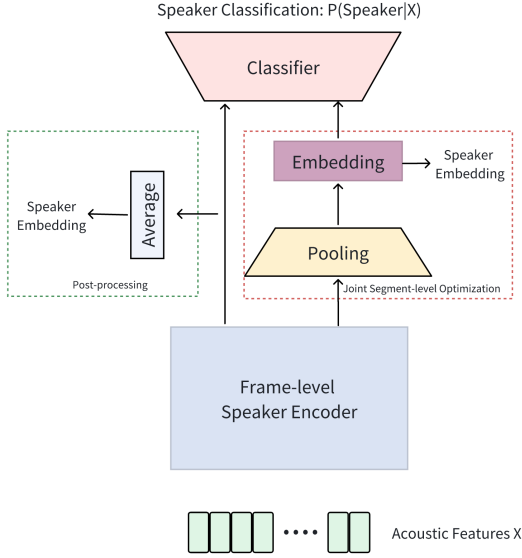 Speaker Classification: P(Speaker|X)
Classifier
Embedding
Speaker
Embedding
Average
Speaker
Embedding
Pooling
Post-processing
Joint Segment-level Optimization
Frame-level
Speaker Encoder
Acoustic Features X